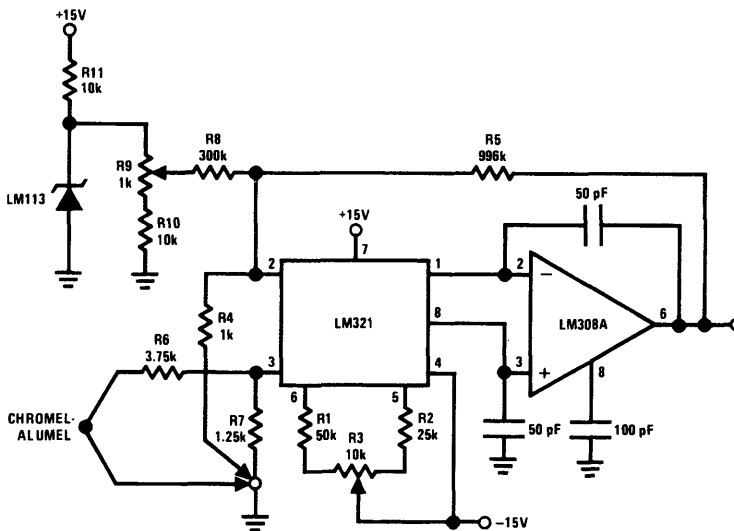 +15V
R11
10k
R9
1k
R8
300k
R5
996k
LM113
R10
10k
50 pF
+15V
7
2
1
2
−
LM321
LM308A
6
R4
1k
8
R6
3.75k
3
4
3
+
8
CHROMEL-
ALUMEL
R7
1.25k
6
5
R1
50k
R3
10k
R2
25k
50 pF
100 pF
−15V